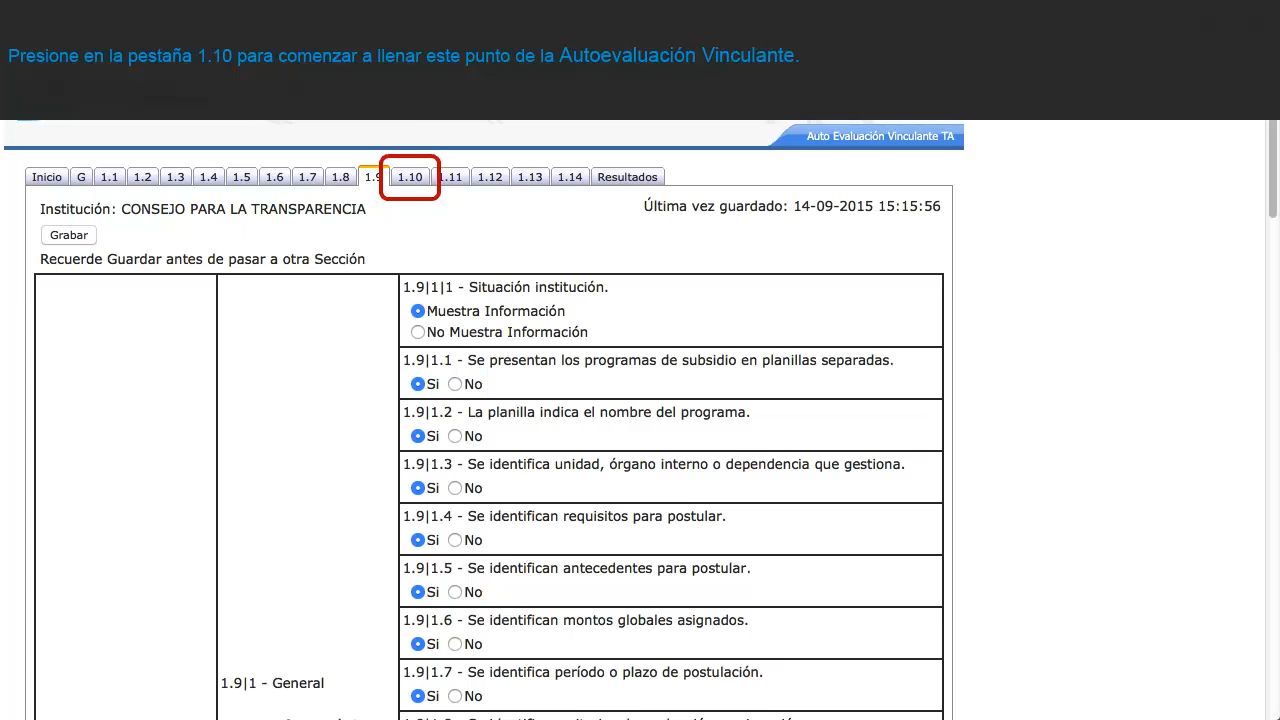 Presione en la pestaña 1.10 para comenzar a llenar este punto de la Autoevaluación Vinculante.
Auto Evaluación Vinculante TA
Inicio G 1.1 1.2 1.3 1.4 1.5 1.6 1.7 1.8 1.9 1.10 1.11 1.12 1.13 1.14 Resultados
Institución: CONSEJO PARA LA TRANSPARENCIA
Última vez guardado: 14-09-2015 15:15:56
Grabar
Recuerde Guardar antes de pasar a otra Sección
1.9|1|1 - Situación institución.
Muestra Información
No Muestra Información
1.9|1.1 - Se presentan los programas de subsidio en planillas separadas.
Si No
1.9|1.2 - La planilla indica el nombre del programa.
Si No
1.9|1.3 - Se identifica unidad, órgano interno o dependencia que gestiona.
Si No
1.9|1.4 - Se identifican requisitos para postular.
Si No
1.9|1.5 - Se identifican antecedentes para postular.
Si No
1.9|1.6 - Se identifican montos globales asignados.
Si No
1.9|1.7 - Se identifica período o plazo de postulación.
1.9|1 - General
Si No